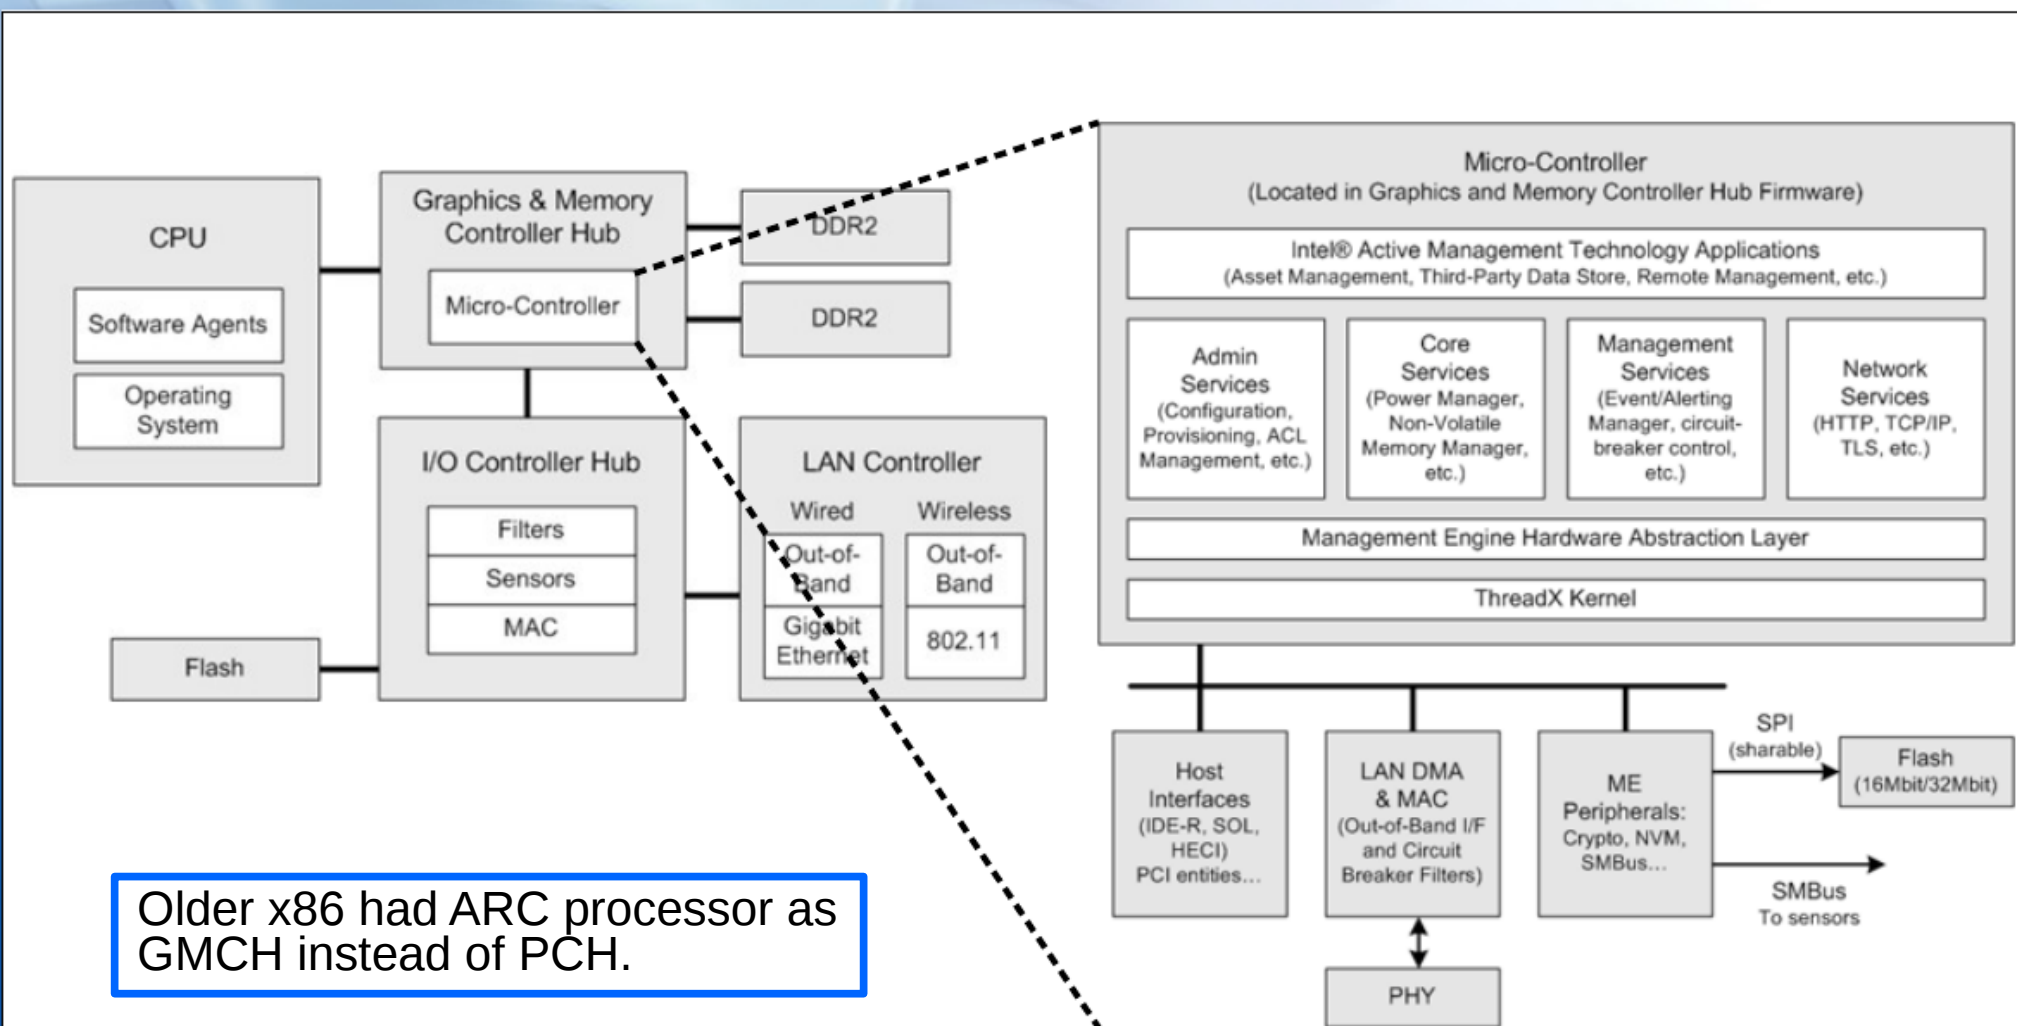 CPU
Software Agents
Operating
System
Graphics & Memory
Controller Hub
Micro-Controller
DDR2
DDR2
I/O Controller Hub
Filters
Sensors
MAC
Flash
LAN Controller
Wired
Wireless
Out-of-
Band
Gigabit
Ethernet
Out-of-
Band
802.11
Older x86 had ARC processor as
GMCH instead of PCH.
Micro-Controller
(Located in Graphics and Memory Controller Hub Firmware)
Intel® Active Management Technology Applications
(Asset Management, Third-Party Data Store, Remote Management, etc.)
Admin
Services
(Configuration,
Provisioning, ACL
Management, etc.)
Core
Services
(Power Manager,
Non-Volatile
Memory Manager,
etc.)
Management
Services
(Event/Alerting
Manager, circuit-
breaker control,
etc.)
Network
Services
(HTTP, TCP/IP,
TLS, etc.)
Management Engine Hardware Abstraction Layer
ThreadX Kernel
Host
Interfaces
(IDE-R, SOL,
HECI)
PCI entities...
LAN DMA
& MAC
(Out-of-Band I/F
and Circuit
Breaker Filters)
PHY
ME
Peripherals:
Crypto, NVM,
SMBus...
SPI
(sharable)
Flash
(16Mbit/32Mbit)
SMBus
To sensors